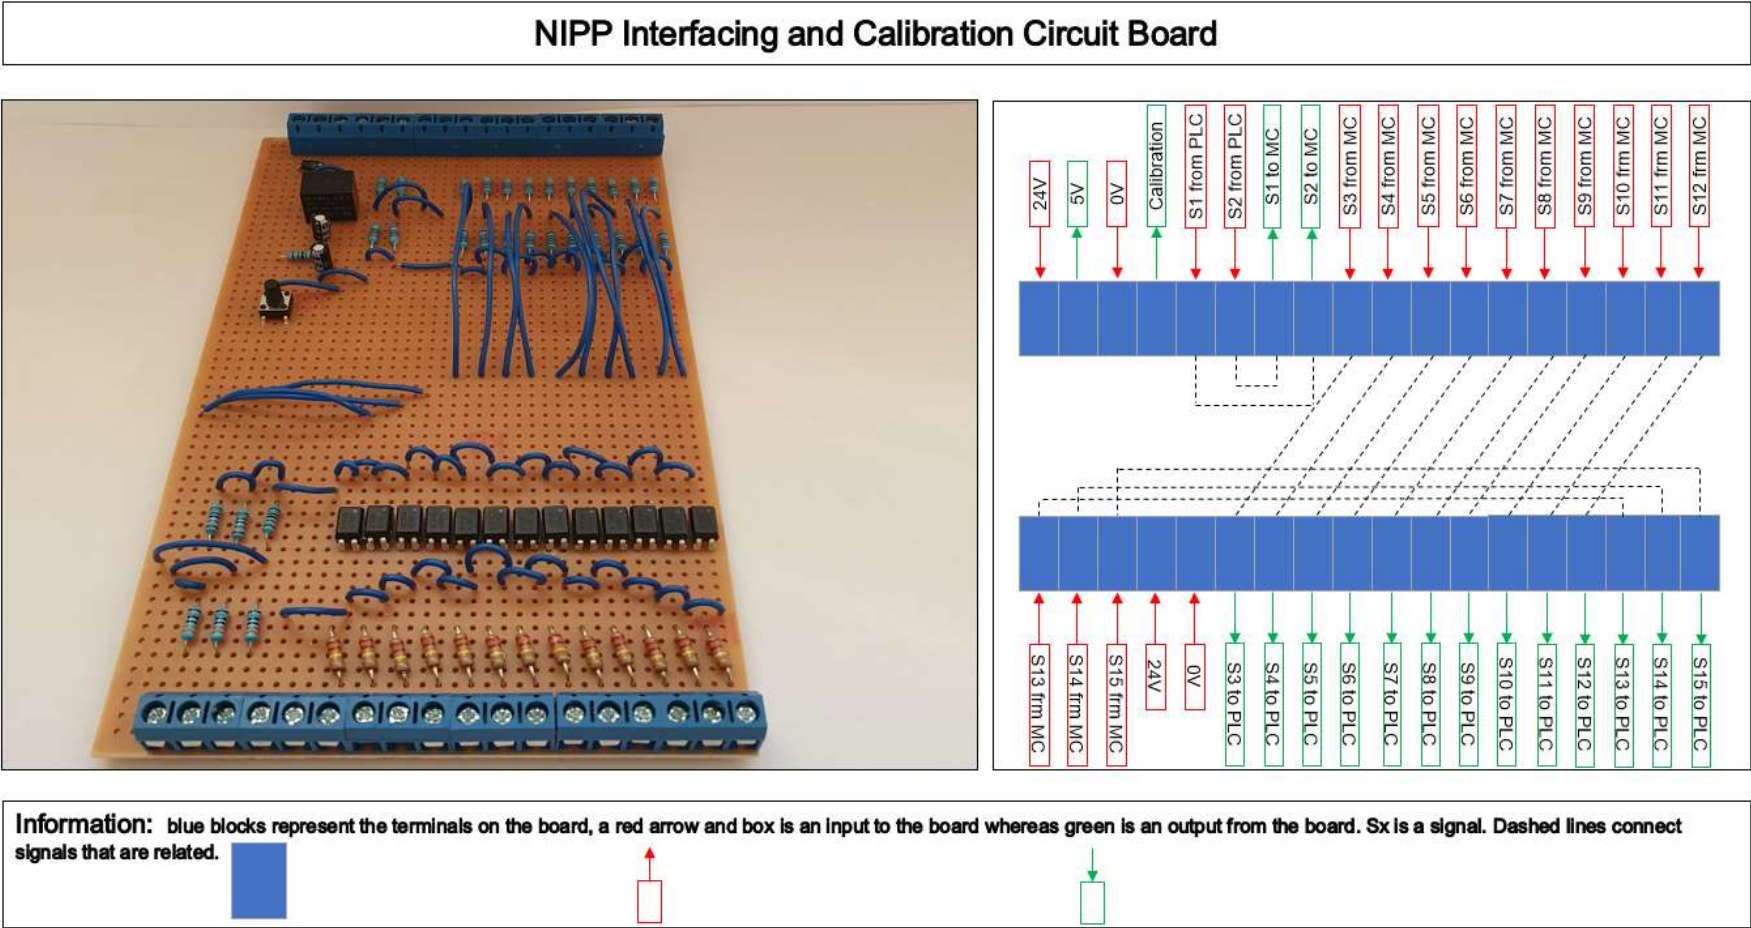 NIPP Interfacing and Calibration Circuit Board
24V
5V
0V
Calibration
S1 from PLC
S2 from PLC
S1 to MC
S2 to MC
S3 from MC
S4 from MC
S5 from MC
S6 from MC
S7 from MC
S8 from MC
S9 from MC
S10 from MC
S11 frm MC
S12 frm MC
S13 frm MC
S14 frm MC
S15 frm MC
24V
0V
S3 to PLC
S4 to PLC
S5 to PLC
S6 to PLC
S7 to PLC
S8 to PLC
S9 to PLC
S10 to PLC
S11 to PLC
S12 to PLC
S13 to PLC
S14 to PLC
S15 to PLC
Information: blue blocks represent the terminals on the board, a red arrow and box is an input to the board whereas green is an output from the board. Sx is a signal. Dashed lines connect
signals that are related.